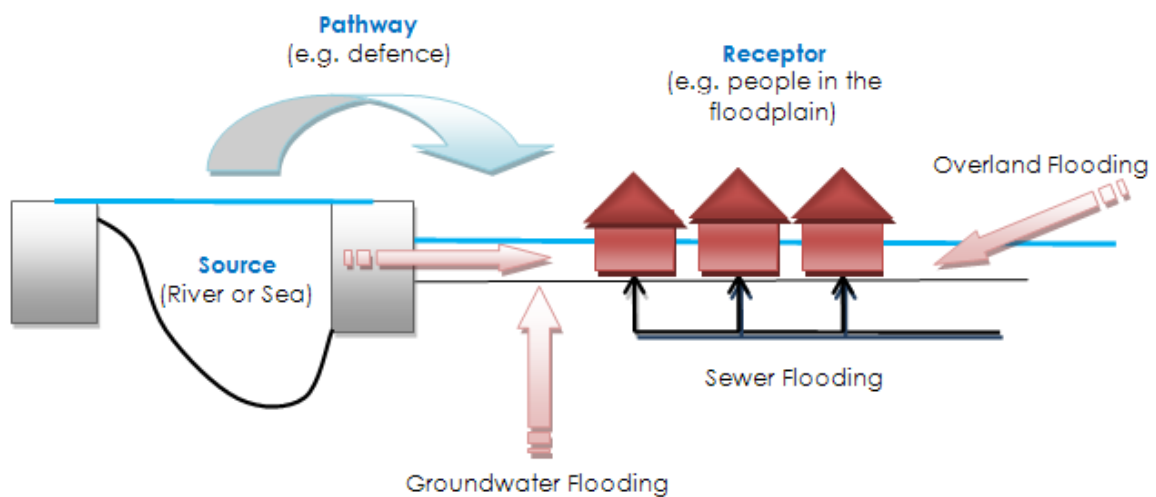 Pathway
(e.g. defence)
Receptor
(e.g. people in the
floodplain)
Overland Flooding
Source
(River or Sea)
Sewer Flooding
Groundwater Flooding